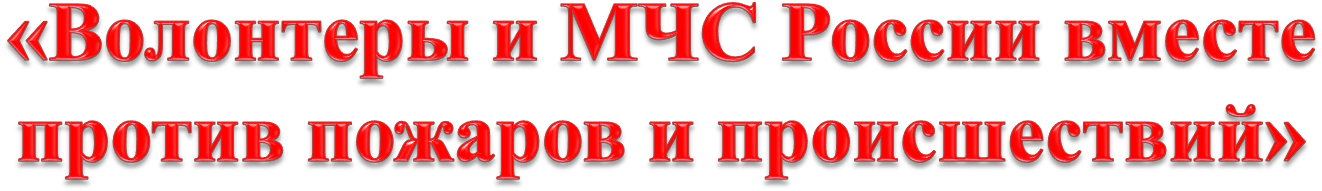 «Волонтеры и МЧС России вместе
против пожаров и происшествий»